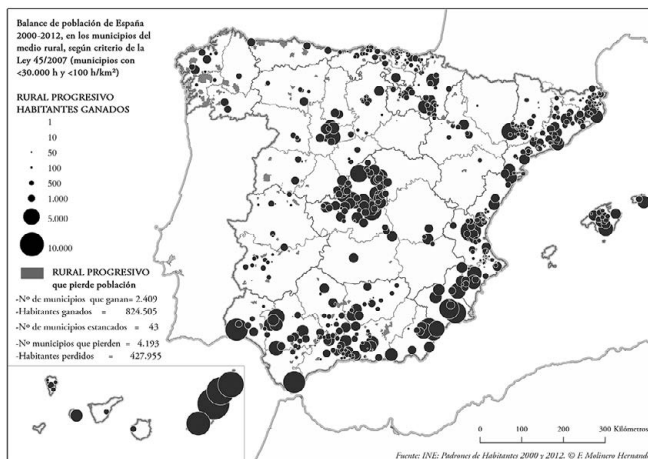 Balance de población de España
2000-2012, en los municipios del
medio rural, según criterio de la
Ley 45/2007 (municipios con
<30.000 h y <100 h/km²)
RURAL PROGRESIVO
HABITANTES GANADOS
1
10
50
100
500
1.000
5.000
10.000
RURAL PROGRESIVO
que pierde población
-Nº de municipios que ganan= 2.409
-Habitantes ganados = 824.505
-Nº de municipios estancados = 43
-Nº municipios que pierden = 4.193
-Habitantes perdidos = 427.955
0 100 200 300 Kilómetros
Fuente: INE: Padrones de Habitantes 2000 y 2012. © F. Molinero Hernando